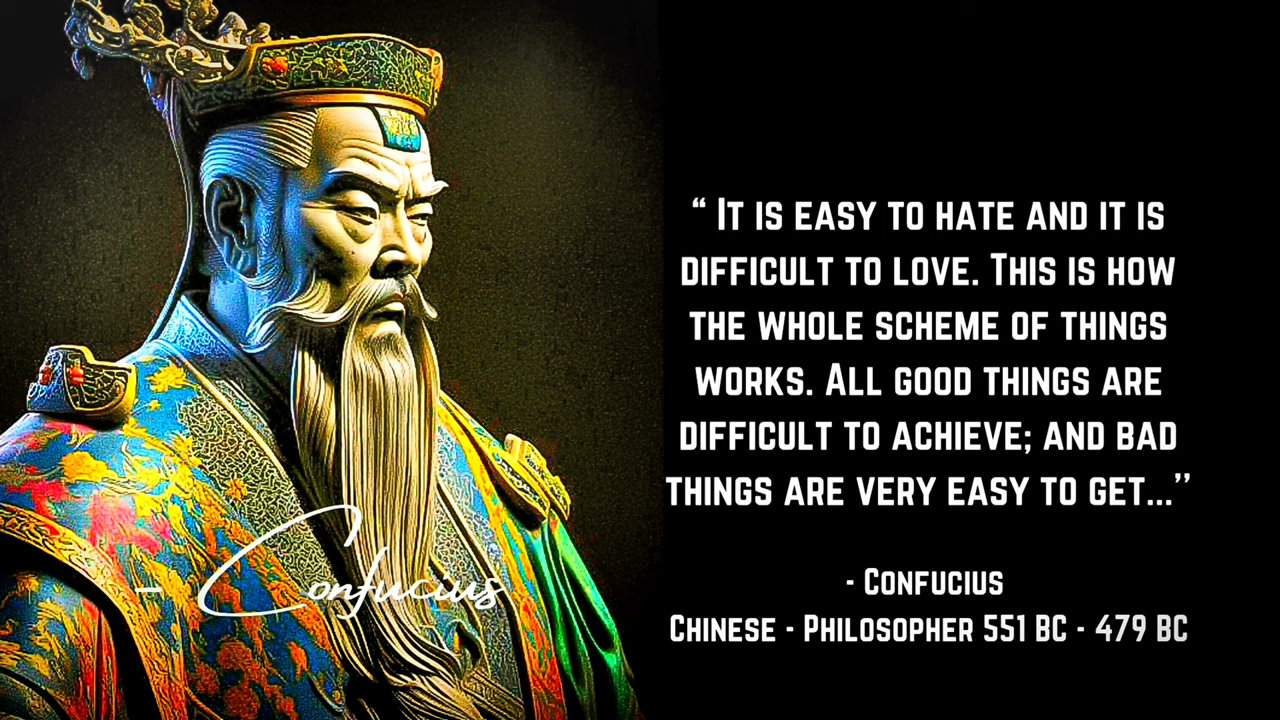 “ It is easy to hate and it is
difficult to love. This is how
the whole scheme of things
works. All good things are
difficult to achieve; and bad
things are very easy to get...’’
- Confucius
- Confucius
Chinese - Philosopher 551 BC - 479 BC